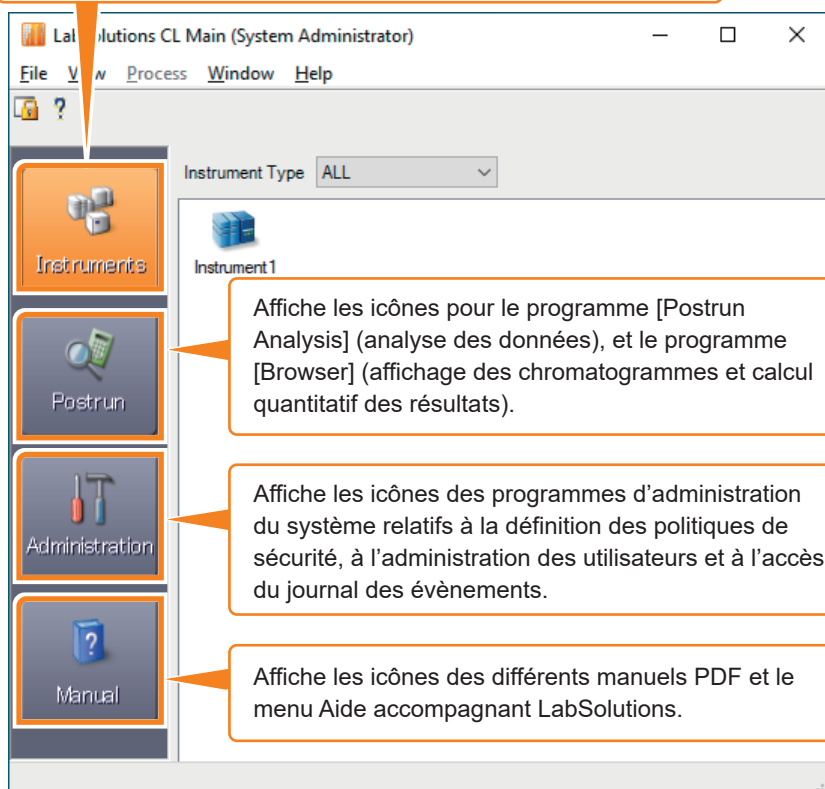 LabSolutions CL Main (System Administrator)
File View Process Window Help
?
Instrument Type ALL
Instruments
Instrument1
Affiche les icônes pour le programme [Postrun
Analysis] (analyse des données), et le programme
[Browser] (affichage des chromatogrammes et calcul
quantitatif des résultats).
Postrun
Affiche les icônes des programmes d'administration
du système relatifs à la définition des politiques de
sécurité, à l'administration des utilisateurs et à l'accès
du journal des évènements.
Administration
?
Affiche les icônes des différents manuels PDF et le
menu Aide accompagnant LabSolutions.
Manual